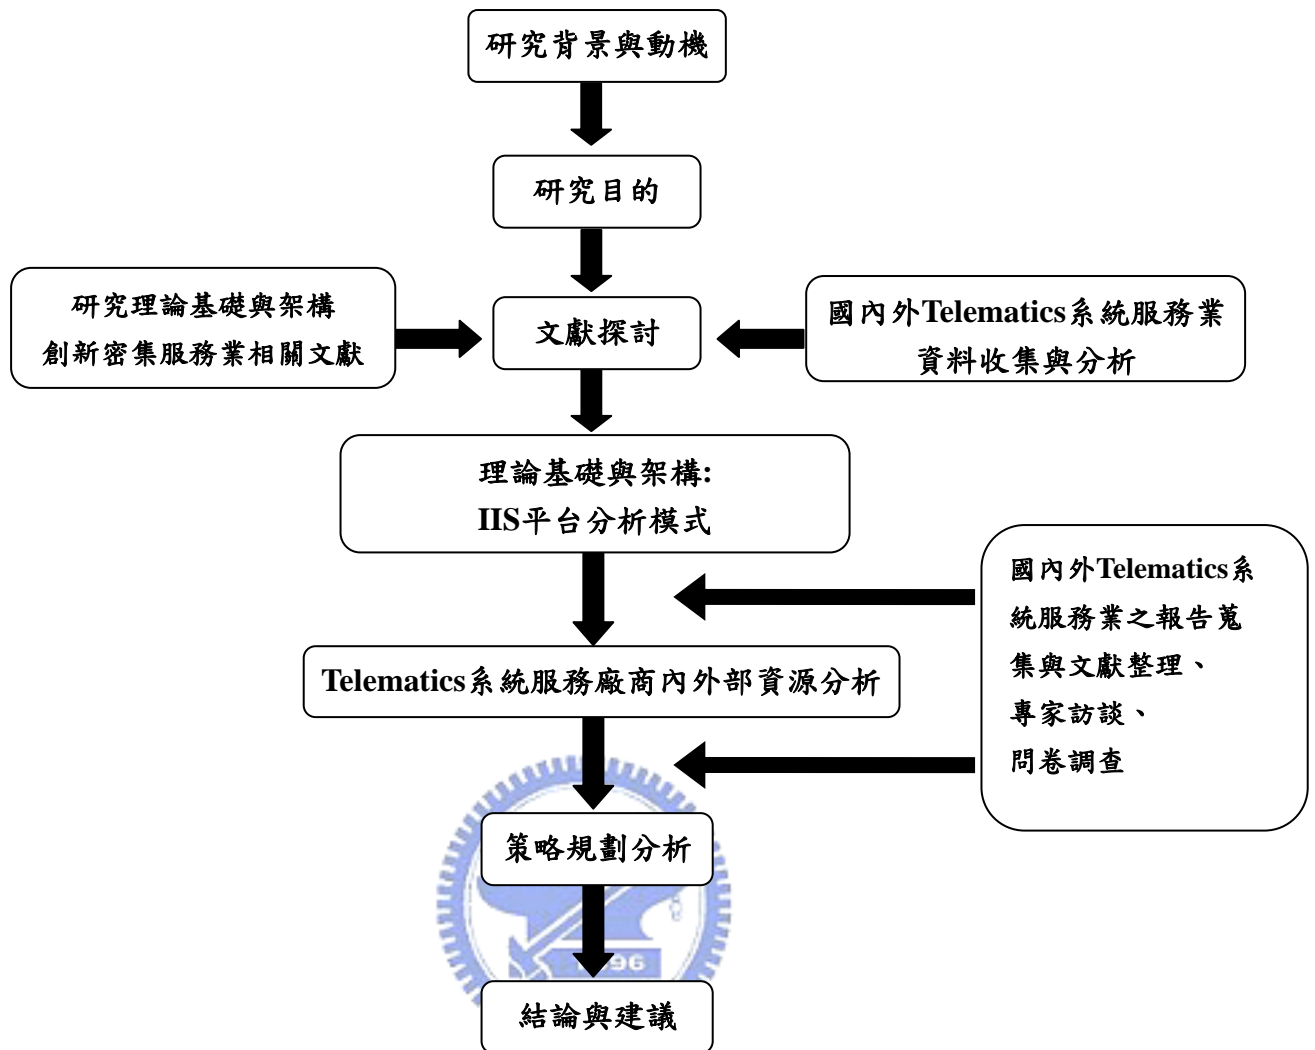 研究背景與動機
研究目的
研究理論基礎與架構
創新密集服務業相關文獻
文獻探討
國內外Telematics系統服務業
資料收集與分析
理論基礎與架構:
IIS平台分析模式
國內外Telematics系
統服務業之報告蒐
集與文獻整理、
專家訪談、
問卷調查
Telematics系統服務廠商內外部資源分析
策略規劃分析
結論與建議